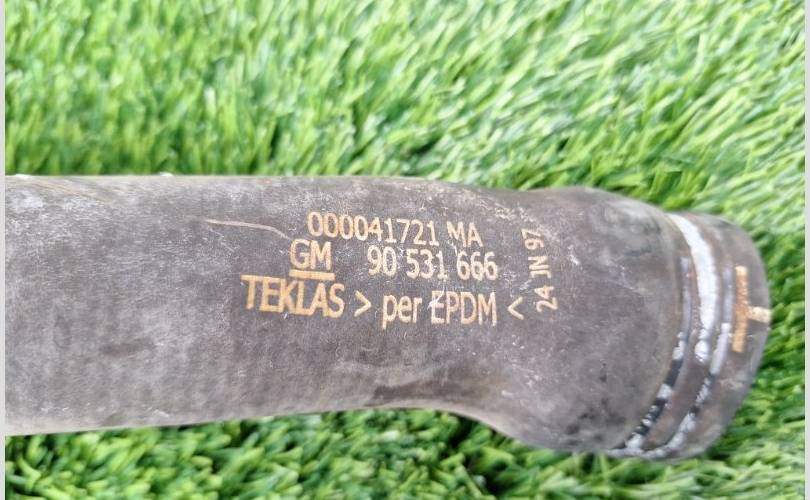 000041721 MA
GM 90 531 666
TEKLAS > per EPDM <
24 JN 97